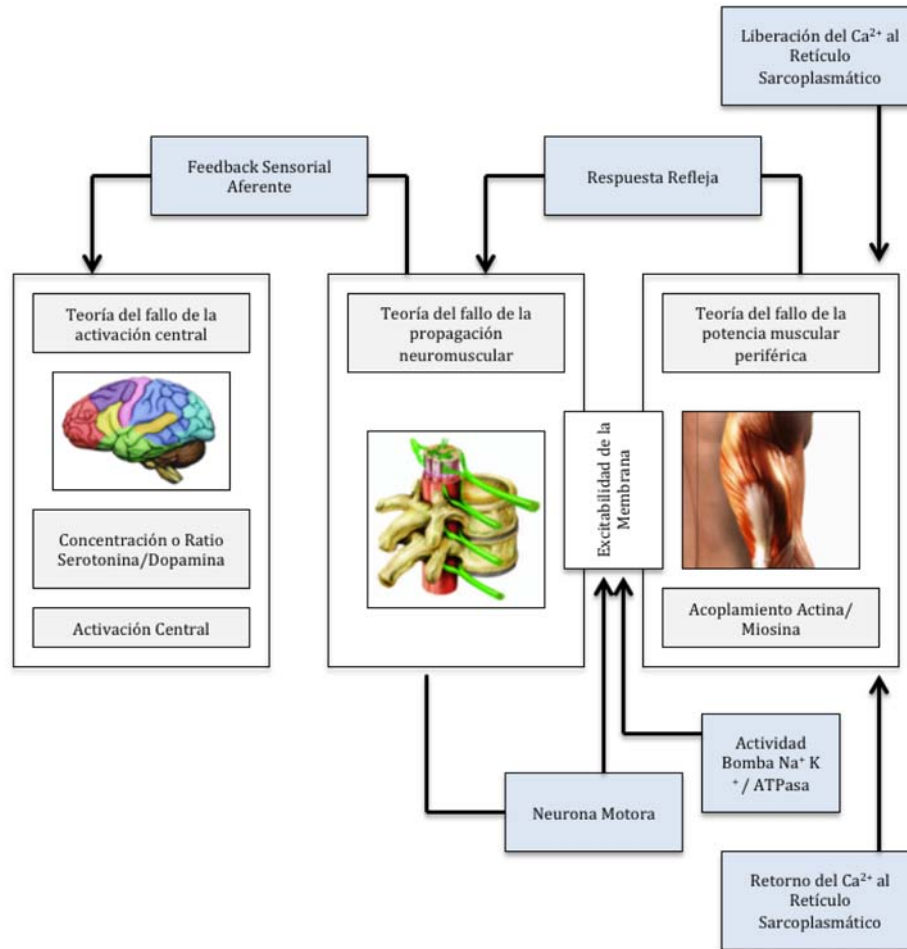 Liberación del Ca²⁺ al
Retículo
Sarcoplasmático
Feedback Sensorial
Aferente
Respuesta Refleja
Teoría del fallo de la
activación central
Teoría del fallo de la
propagación
neuromuscular
Teoría del fallo de la
potencia muscular
periférica
Excitabilidad de la
Membrana
Concentración o Ratio
Serotonina/Dopamina
Activación Central
Acoplamiento Actina/
Miosina
Actividad
Bomba Na⁺ K
⁺ / ATPasa
Neurona Motora
Retorno del Ca²⁺ al
Retículo
Sarcoplasmático